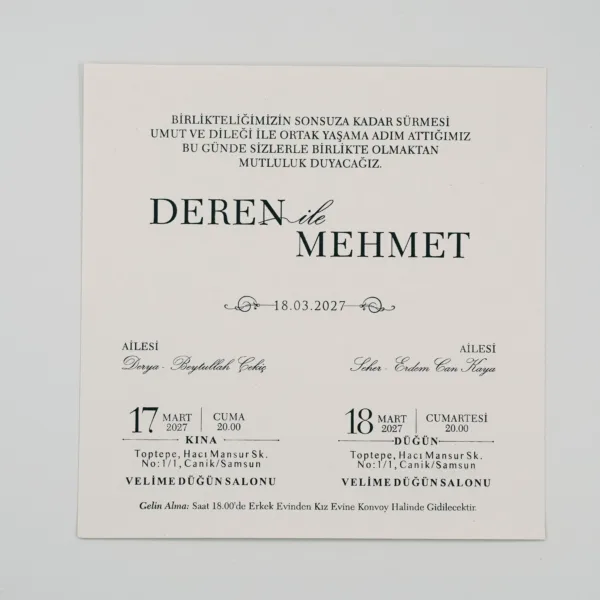 BİRLİKTELİĞİMİZİN SONSUZA KADAR SÜRMESİ
UMUT VE DİLEĞİ İLE ORTAK YAŞAMA ADIM ATTIĞIMIZ
BU GÜNDE SİZLERLE BİRLİKTE OLMAKTAN
MUTLULUK DUYACAĞIZ.
DEREN ile
MEHMET
18.03.2027
AİLESİ
Derya - Beytullah Çekiç
AİLESİ
Seher - Erdem Can Kaya
17 MART 2027 CUMA 20.00
KINA
Toptepe, Hacı Mansur Sk.
No:1/1, Canik/Samsun
VELİME DÜĞÜN SALONU
18 MART 2027 CUMARTESİ 20.00
DÜĞÜN
Toptepe, Hacı Mansur Sk.
No:1/1, Canik/Samsun
VELİME DÜĞÜN SALONU
Gelin Alma: Saat 18.00'de Erkek Evinden Kız Evine Konvoy Halinde Gidilecektir.